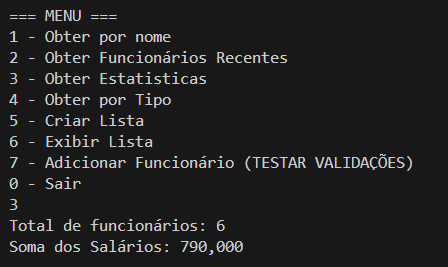 === MENU ===
1 - Obter por nome
2 - Obter Funcionários Recentes
3 - Obter Estatisticas
4 - Obter por Tipo
5 - Criar Lista
6 - Exibir Lista
7 - Adicionar Funcionário (TESTAR VALIDAÇÕES)
0 - Sair
3
Total de funcionários: 6
Soma dos Salários: 790,000